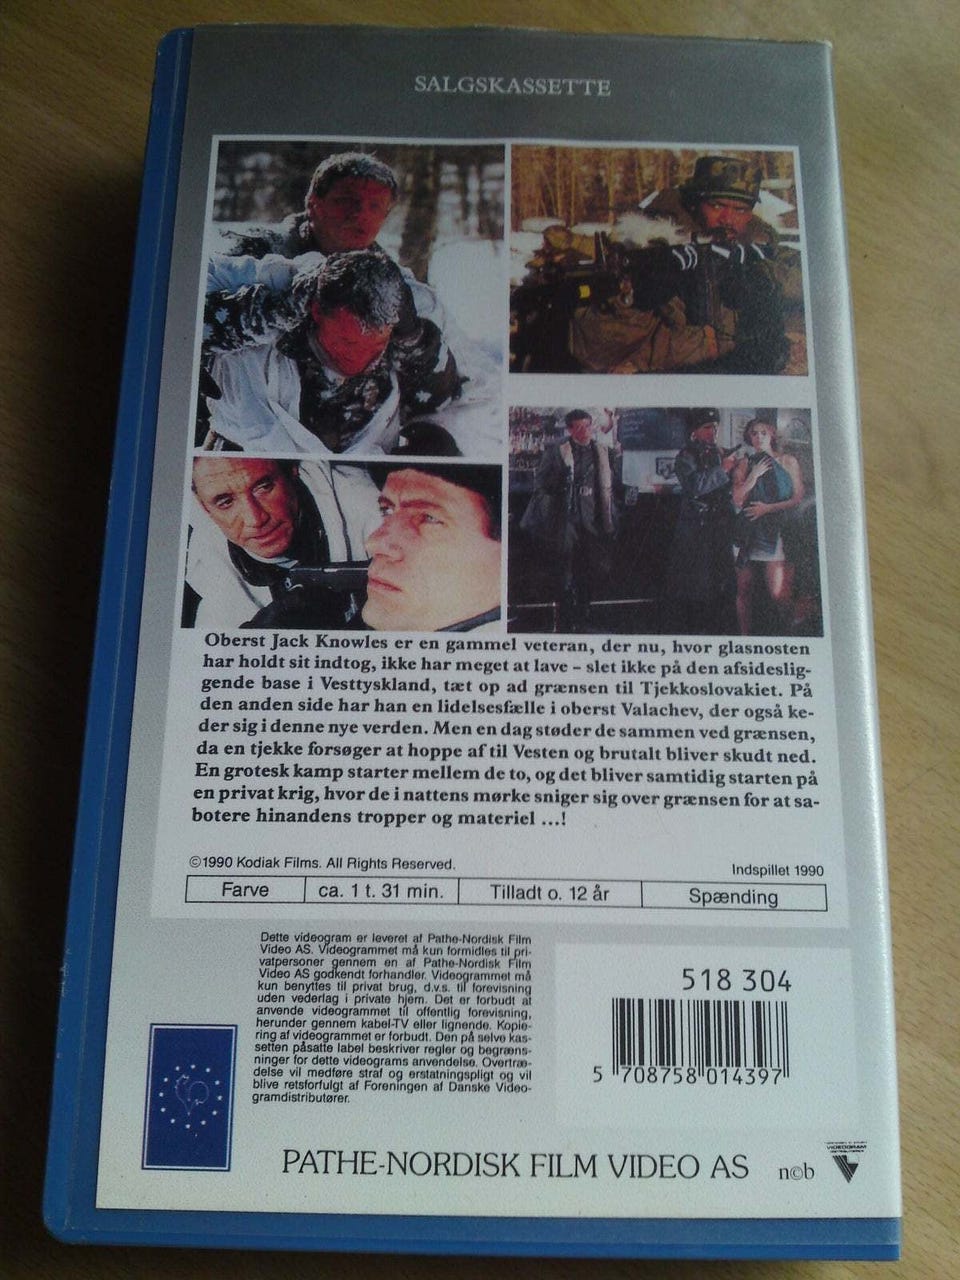 SALGSKASSETTE
Oberst Jack Knowles er en gammel veteran, der nu, hvor glasnosten
har holdt sit indtog, ikke har meget at lave – slet ikke på den afsideslig-
gende base i Vesttyskland, tæt op ad grænsen til Tjekkoslovakiet. På
den anden side har han en lidelsesfælle i oberst Valachev, der også ke-
der sig i denne nye verden. Men en dag støder de sammen ved grænsen,
da en tjekke forsøger at hoppe af til Vesten og brutalt bliver skudt ned.
En grotesk kamp starter mellem de to, og det bliver samtidig starten på
en privat krig, hvor de i nattens mørke sniger sig over grænsen for at sa-
botere hinandens tropper og materiel ...!
©1990 Kodiak Films. All Rights Reserved.
Indspillet 1990
Farve ca. 1 t. 31 min. Tilladt o. 12 år Spænding
Dette videogram er leveret af Pathe-Nordisk Film
Video AS. Videogrammet må kun formidles til pri-
vatpersoner gennem en af Pathe-Nordisk Film
Video AS godkendt forhandler. Videogrammet må
kun benyttes til privat brug, d.v.s. til forevisning
uden vederlag i private hjem. Det er forbudt at
anvende videogrammet til offentlig forevisning,
herunder gennem kabel-TV eller lignende. Kopie-
ring af videogrammet er forbudt. Den på selve kas-
setten påsatte label beskriver regler og begræns-
ninger for dette videograms anvendelse. Overtræ-
delse vil medføre straf og erstatningspligt og vil
blive retsforfulgt af Foreningen af Danske Video-
gramdistributører.
518 304
5 708758 014397
PATHE-NORDISK FILM VIDEO AS
n©b
VIDEOGRAM